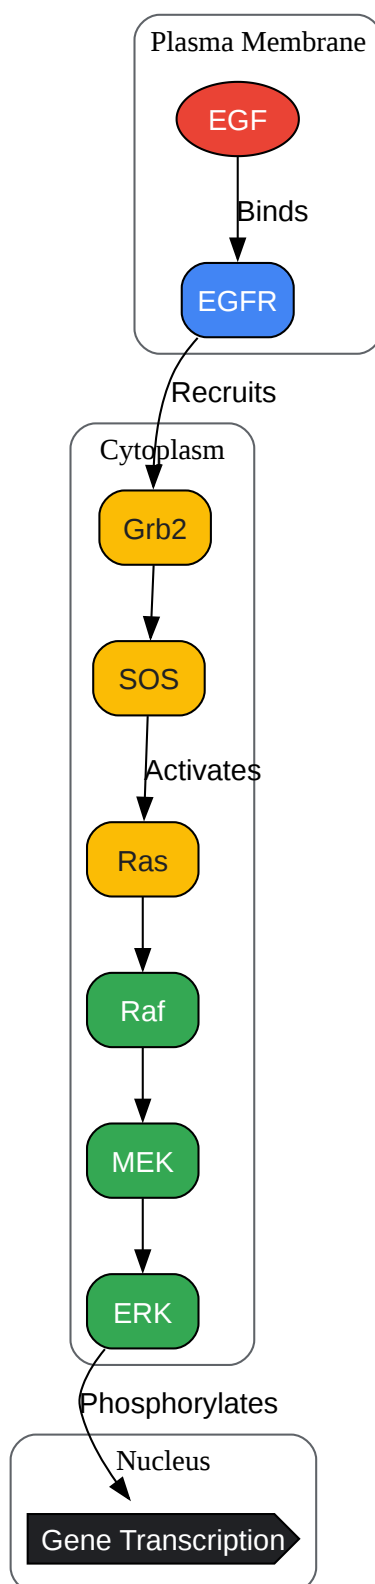 Plasma Membrane
EGF
Binds
EGFR
Recruits
Cytoplasm
Grb2
SOS
Activates
Ras
Raf
MEK
ERK
Phosphorylates
Nucleus
Gene Transcription